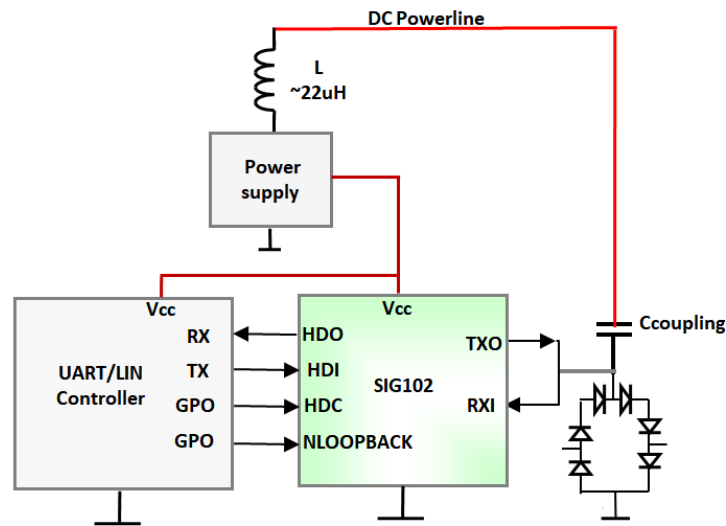 DC Powerline
L
~22uH
Power
supply
Vcc
Vcc
Ccoupling
RX
HDO
TXO
UART/LIN
Controller
TX
HDI
SIG102
GPO
HDC
RXI
GPO
NLOOPBACK